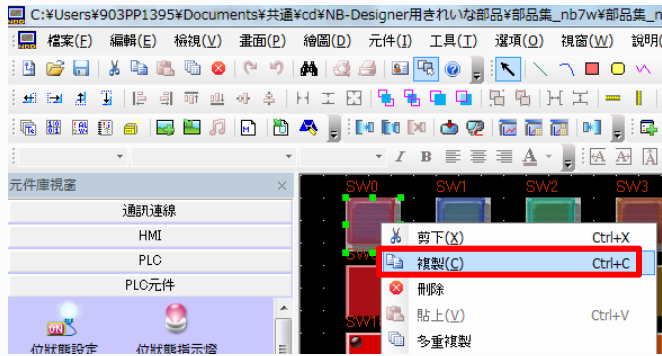 C:¥Users¥903PP1395¥Documents¥共通¥cd¥NB-Designer用きれいな部品¥部品集_nb7w¥部品集_n
檔案(F) 編輯(E) 檢視(V) 畫面(P) 繪圖(D) 元件(I) 工具(T) 選項(O) 視窗(W) 說明(
元件庫視窗
通訊連線
HMI
PLC
PLC元件
位狀態設定 位狀態指示燈
SW0 SW1 SW2 SW3
剪下(X) Ctrl+X
複製(C) Ctrl+C
刪除
貼上(V) Ctrl+V
多重複製